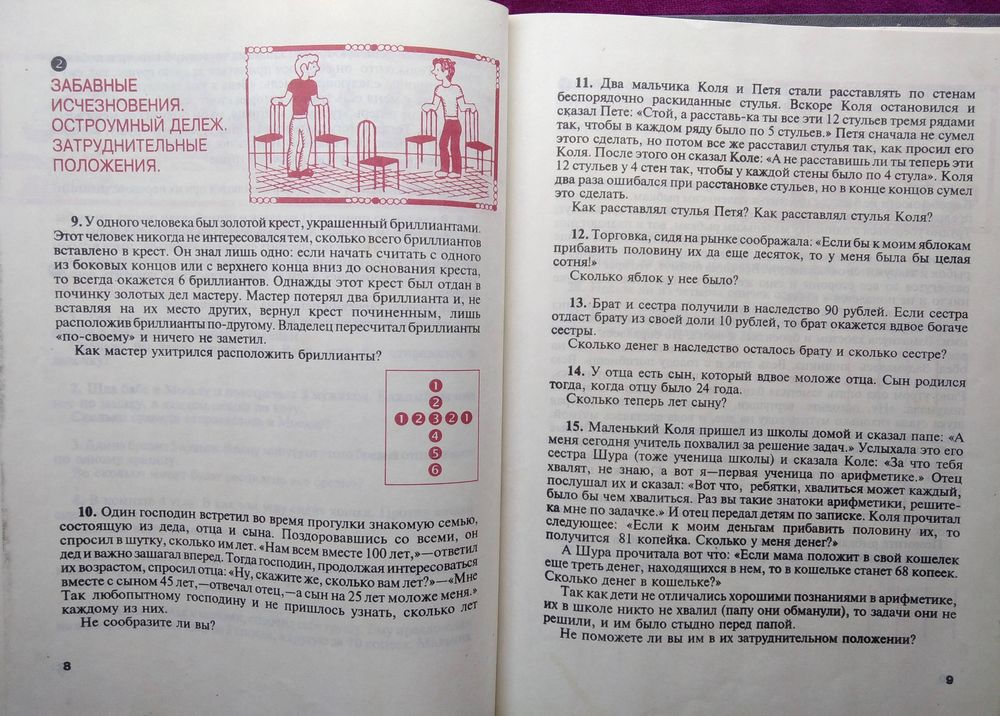 2
ЗАБАВНЫЕ
ИСЧЕЗНОВЕНИЯ.
ОСТРОУМНЫЙ ДЕЛЕЖ.
ЗАТРУДНИТЕЛЬНЫЕ
ПОЛОЖЕНИЯ.
9. У одного человека был золотой крест, украшенный бриллиантами.
Этот человек никогда не интересовался тем, сколько всего бриллиантов
вставлено в крест. Он знал лишь одно: если начать считать с одного
из боковых концов или с верхнего конца вниз до основания креста,
то всегда окажется 6 бриллиантов. Однажды этот крест был отдан в
починку золотых дел мастеру. Мастер потерял два бриллианта и, не
вставляя на их место других, вернул крест починенным, лишь
расположив бриллианты по-другому. Владелец пересчитал бриллианты
«по-своему» и ничего не заметил.
Как мастер ухитрился расположить бриллианты?
1
2
1 2 3 2 1
4
5
6
10. Один господин встретил во время прогулки знакомую семью,
состоящую из деда, отца и сына. Поздоровавшись со всеми, он
спросил в шутку, сколько им лет. «Нам всем вместе 100 лет,»—ответил
дед и важно зашагал вперед. Тогда господин, продолжая интересоваться
их возрастом, спросил отца: «Ну, скажите же, сколько вам лет?»—«Мне
вместе с сыном 45 лет,—отвечал отец,—а сын на 25 лет моложе меня.»
Так любопытному господину и не пришлось узнать, сколько лет
каждому из них.
Не сообразите ли вы?
8
11. Два мальчика Коля и Петя стали расставлять по стенам
беспорядочно раскиданные стулья. Вскоре Коля остановился и
сказал Пете: «Стой, а расставь-ка ты все эти 12 стульев тремя рядами
так, чтобы в каждом ряду было по 5 стульев.» Петя сначала не сумел
этого сделать, но потом все же расставил стулья так, как просил его
Коля. После этого он сказал Коле: «А не расставишь ли ты теперь эти
12 стульев у 4 стен так, чтобы у каждой стены было по 4 стула». Коля
два раза ошибался при расстановке стульев, но в конце концов сумел
это сделать.
Как расставлял стулья Петя? Как расставлял стулья Коля?
12. Торговка, сидя на рынке соображала: «Если бы к моим яблокам
прибавить половину их да еще десяток, то у меня была бы целая
сотня!»
Сколько яблок у нее было?
13. Брат и сестра получили в наследство 90 рублей. Если сестра
отдаст брату из своей доли 10 рублей, то брат окажется вдвое богаче
сестры.
Сколько денег в наследство осталось брату и сколько сестре?
14. У отца есть сын, который вдвое моложе отца. Сын родился
тогда, когда отцу было 24 года.
Сколько теперь лет сыну?
15. Маленький Коля пришел из школы домой и сказал папе: «А
меня сегодня учитель похвалил за решение задач.» Услыхала это его
сестра Шура (тоже ученица школы) и сказала Коле: «За что тебя
хвалят, не знаю, а вот я—первая ученица по арифметике.» Отец
послушал их и сказал: «Вот что, ребятки, хвалиться может каждый,
было бы чем хвалиться. Раз вы такие знатоки арифметики, решите-
ка мне по задачке.» И отец передал детям по записке. Коля прочитал
следующее: «Если к моим деньгам прибавить половину их, то
получится 81 копейка. Сколько у меня денег?»
А Шура прочитала вот что: «Если мама положит в свой кошелек
еще треть денег, находящихся в нем, то в кошельке станет 68 копеек.
Сколько денег в кошельке?»
Так как дети не отличались хорошими познаниями в арифметике,
их в школе никто не хвалил (папу они обманули), то задачи они не
решили, и им было стыдно перед папой.
Не поможете ли вы им в их затруднительном положении?
9